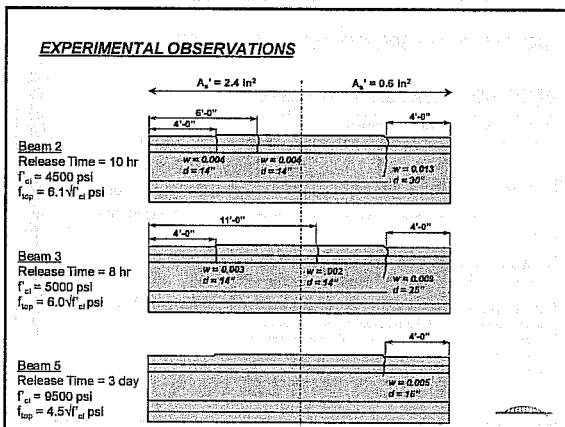 EXPERIMENTAL OBSERVATIONS
Aₛ' = 2.4 in² Aₛ' = 0.6 in²
6'-0"
4'-0" 4'-0"
Beam 2
Release Time = 10 hr
f'ci = 4500 psi
ftop = 6.1√f'ci psi
w = 0.004
d = 14"
w = 0.004
d = 14"
w = 0.013
d = 30"
11'-0"
4'-0" 4'-0"
Beam 3
Release Time = 8 hr
f'ci = 5000 psi
ftop = 6.0√f'ci psi
w = 0.003
d = 14"
w = .002
d = 14"
w = 0.009
d = 25"
4'-0"
Beam 5
Release Time = 3 day
f'ci = 9500 psi
ftop = 4.5√f'ci psi
w = 0.005
d = 16"